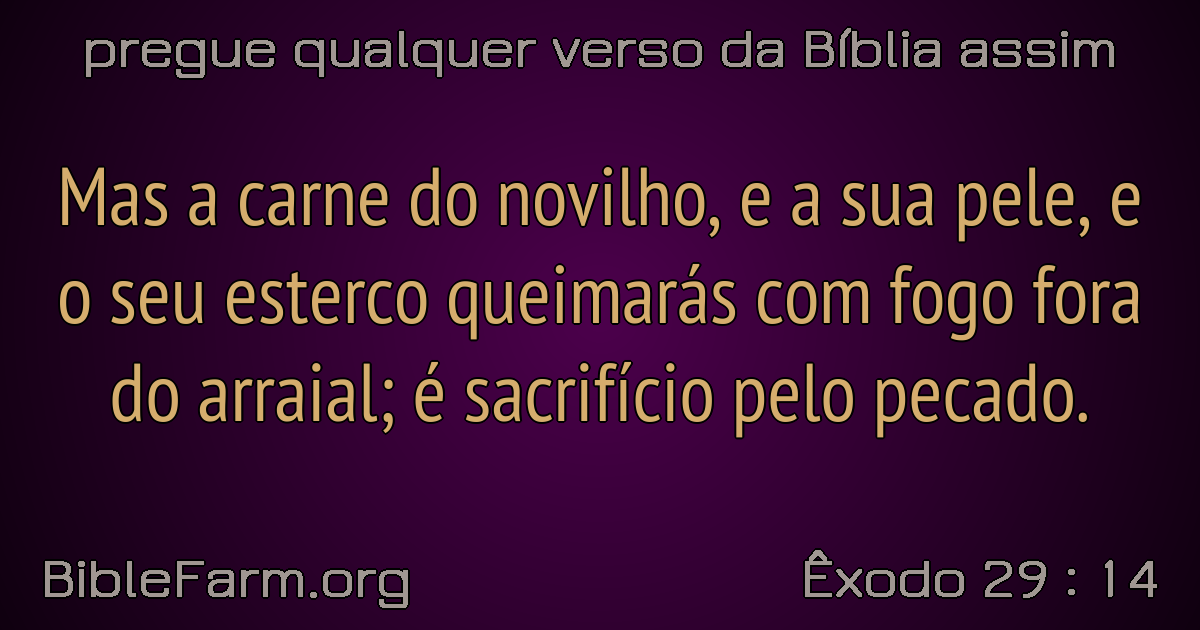 pregue qualquer verso da Bíblia assim
Mas a carne do novilho, e a sua pele, e
o seu esterco queimarás com fogo fora
do arraial; é sacrifício pelo pecado.
BibleFarm.org
Êxodo 29 : 14